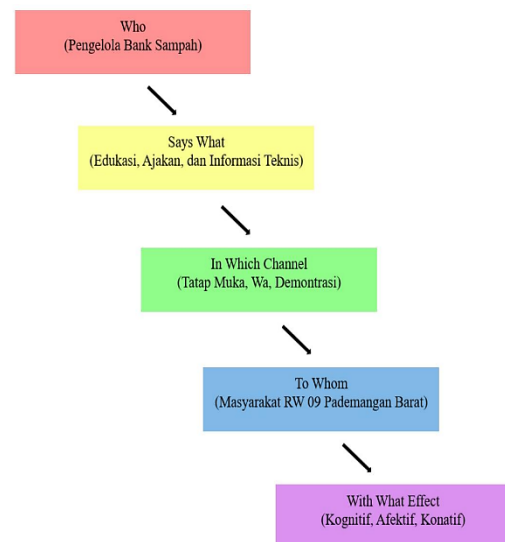 Who
(Pengelola Bank Sampah)
Says What
(Edukasi, Ajakan, dan Informasi Teknis)
In Which Channel
(Tatap Muka, Wa, Demontrasi)
To Whom
(Masyarakat RW 09 Pademangan Barat)
With What Effect
(Kognitif, Afektif, Konatif)